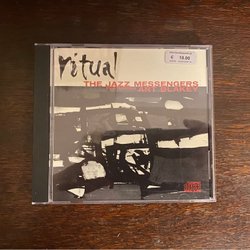 ritual
THE JAZZ MESSENGERS
ART BLAKEY
€ 10.00